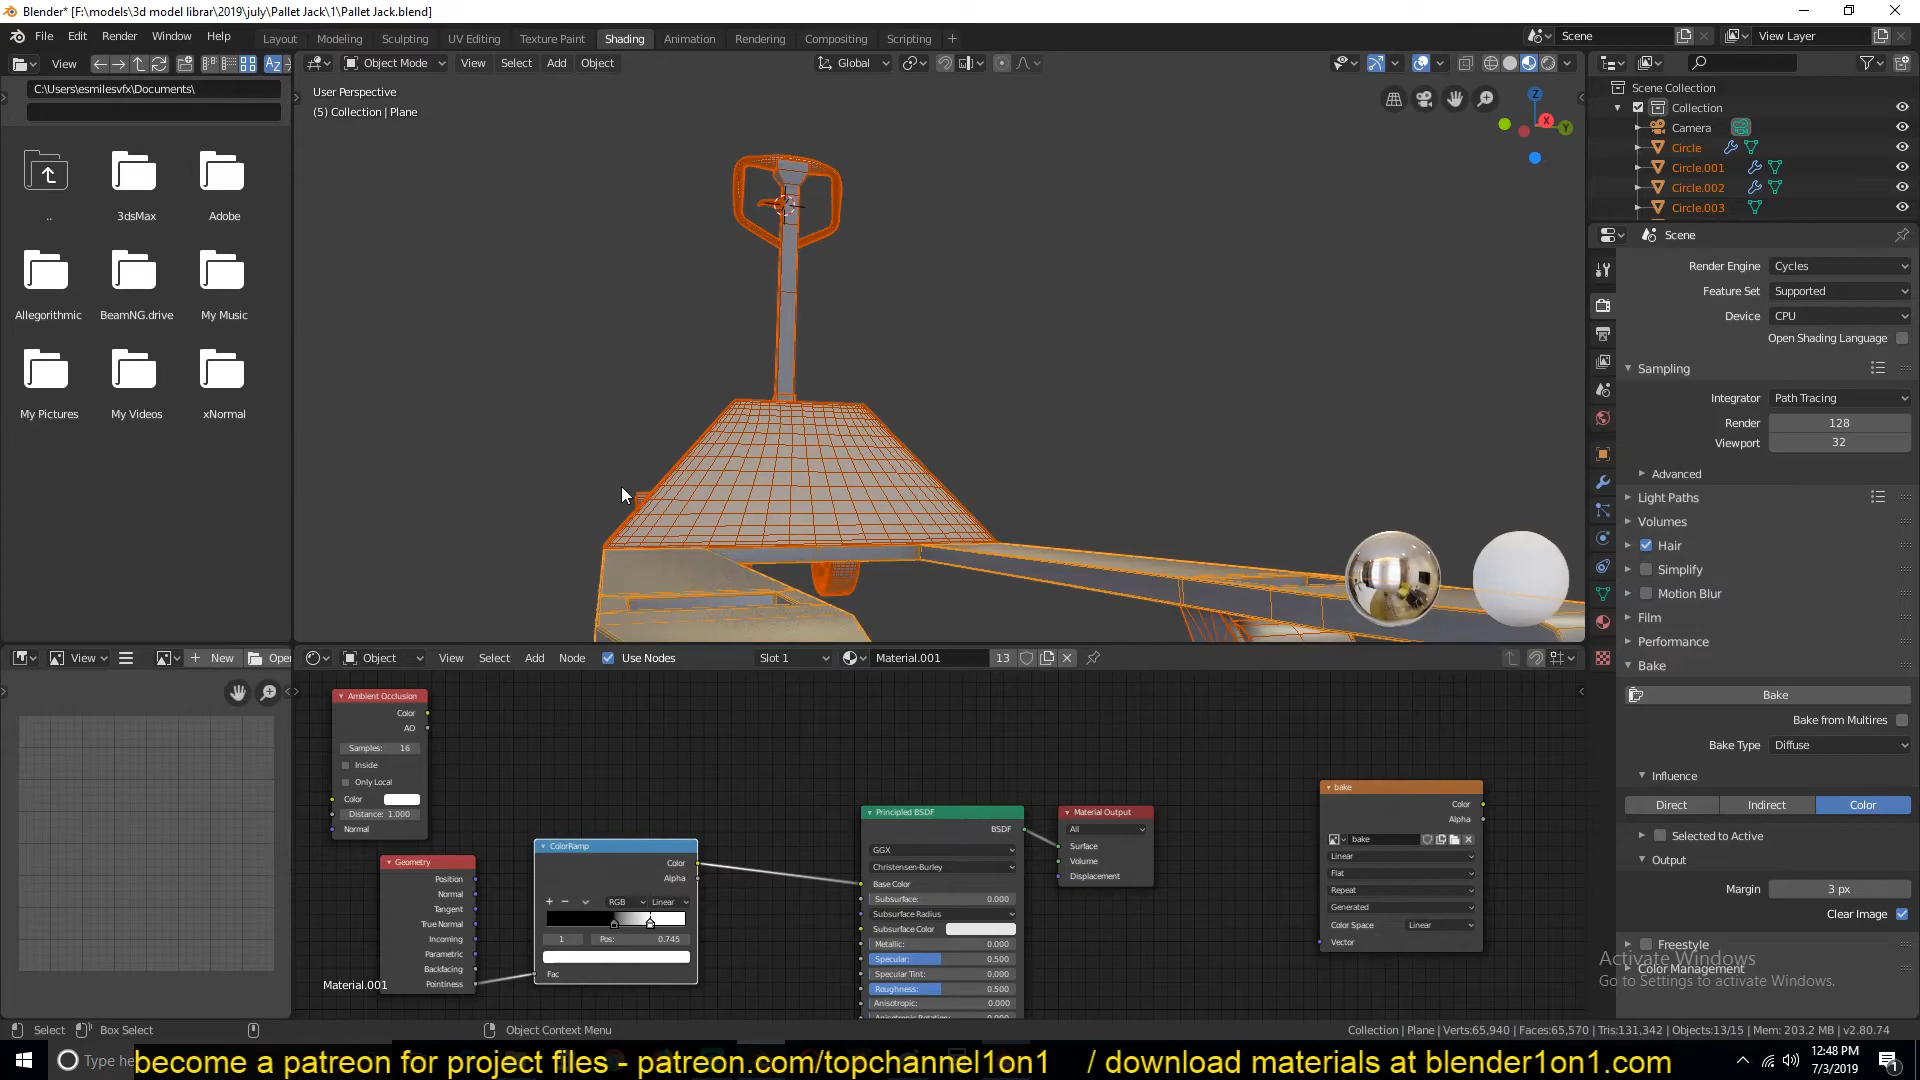 Blender* [F:\models\3d model librar\2019\july\Pallet Jack\1\Pallet Jack.blend]
File Edit Render Window Help
Layout Modeling Sculpting UV Editing Texture Paint Shading Animation Rendering Compositing Scripting
Scene
View Layer
View
Object Mode View Select Add Object
Global
C:\Users\esmilesvfx\Documents\
User Perspective
(5) Collection | Plane
Z
X
Y
Scene Collection
Collection
Camera
Circle
Circle.001
Circle.002
Circle.003
..
3dsMax
Adobe
Allegorithmic
BeamNG.drive
My Music
My Pictures
My Videos
xNormal
Scene
Render Engine Cycles
Feature Set Supported
Device CPU
Open Shading Language
Sampling
Integrator Path Tracing
Render 128
Viewport 32
Advanced
Light Paths
Volumes
Hair
Simplify
Motion Blur
Film
Performance
Bake
Bake
Bake from Multires
Bake Type Diffuse
Influence
Direct Indirect Color
Selected to Active
Output
Margin 3 px
Clear Image
Freestyle
Color Management
Activate Windows
Go to Settings to activate Windows.
View New Open
Object View Select Add Node Use Nodes Slot 1 Material.001 13
Ambient Occlusion
Color
AO
Samples: 16
Inside
Only Local
Color
Distance: 1.000
Normal
Geometry
Position
Normal
Tangent
True Normal
Incoming
Parametric
Backfacing
Pointiness
Material.001
ColorRamp
Color
Alpha
RGB Linear
1 Pos: 0.745
Fac
Principled BSDF
BSDF
GGX
Christensen-Burley
Base Color
Subsurface: 0.000
Subsurface Radius
Subsurface Color
Metallic: 0.000
Specular: 0.500
Specular Tint: 0.000
Roughness: 0.500
Anisotropic: 0.000
Material Output
All
Surface
Volume
Displacement
bake
Color
Alpha
bake
Linear
Flat
Repeat
Generated
Color Space Linear
Vector
Select Box Select Object Context Menu
Collection | Plane | Verts:65,940 | Faces:65,570 | Tris:131,342 | Objects:13/15 | Mem: 203.2 MB | v2.80.74
Type he
become a patreon for project files - patreon.com/topchannel1on1 / download materials at blender1on1.com
12:48 PM
7/3/2019